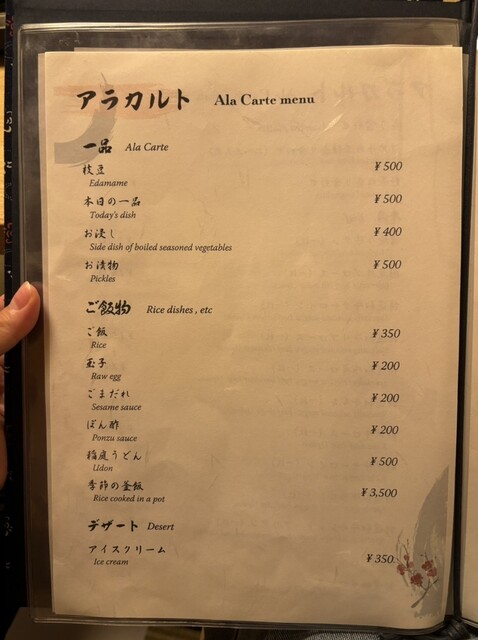 アラカルト Ala Carte menu
一品 Ala Carte
枝豆 ¥500
Edamame
本日の一品 ¥500
Today's dish
お浸し ¥400
Side dish of boiled seasoned vegetables
お漬物 ¥500
Pickles
ご飯物 Rice dishes , etc
ご飯 ¥350
Rice
玉子 ¥200
Raw egg
ごまだれ ¥200
Sesame sauce
ぽん酢 ¥200
Ponzu sauce
稲庭うどん ¥500
Udon
季節の釜飯 ¥3,500
Rice cooked in a pot
デザート Desert
アイスクリーム ¥350
Ice cream